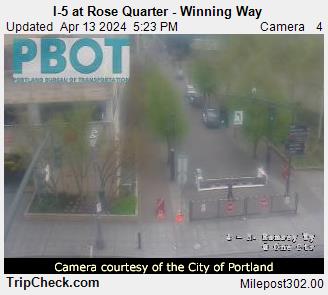 I-5 at Rose Quarter - Winning Way
Updated Apr 13 2024 5:23 PM Camera 4
PBOT
PORTLAND BUREAU OF TRANSPORTATION
Camera courtesy of the City of Portland
TripCheck.com Milepost302.00